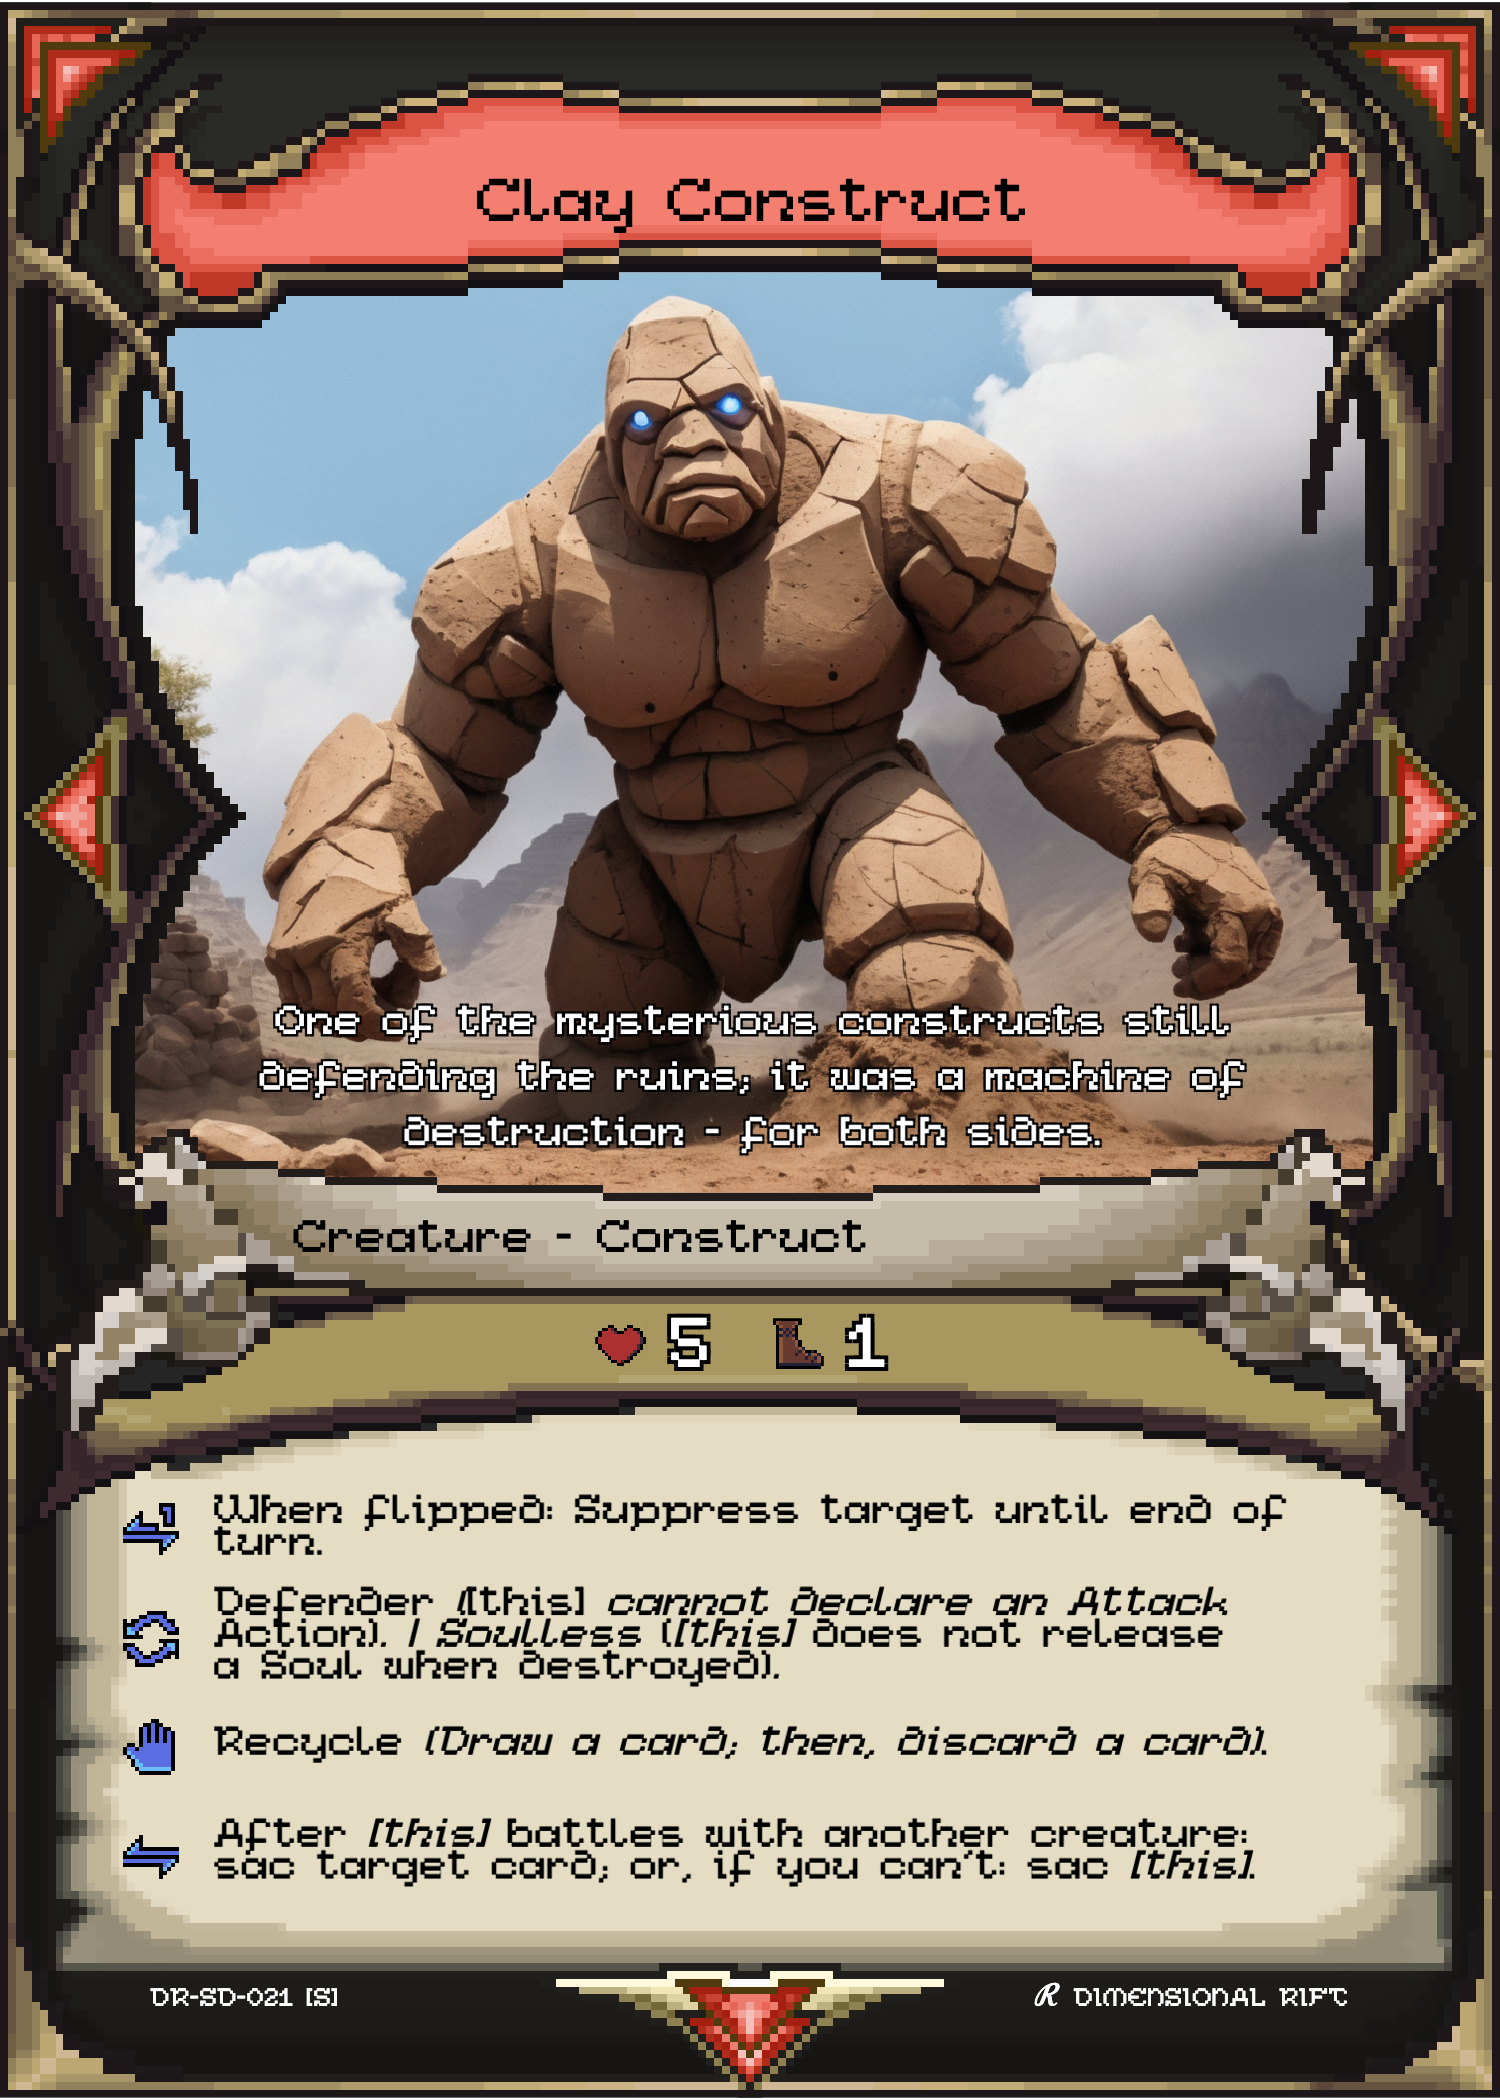 Clay Construct
One of the mysterious constructs still
defending the ruins; it was a machine of
destruction - for both sides.
Creature - Construct
5 1
When flipped: Suppress target until end of
turn.
Defender ([this] cannot declare an Attack
Action). | Soulless ([this] does not release
a Soul when destroyed).
Recycle (Draw a card; then, discard a card).
After [this] battles with another creature:
sac target card; or, if you can't: sac [this].
DR-SD-021 [S]
R DIMENSIONAL RIFT